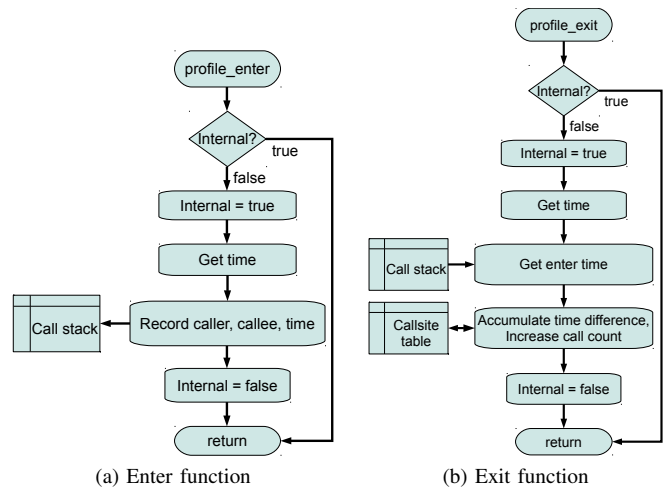 profile_enter
Internal?
true
false
Internal = true
Get time
Call stack
Record caller, callee, time
Internal = false
return
(a) Enter function
profile_exit
Internal?
true
false
Internal = true
Get time
Call stack
Get enter time
Callsite
table
Accumulate time difference,
Increase call count
Internal = false
return
(b) Exit function